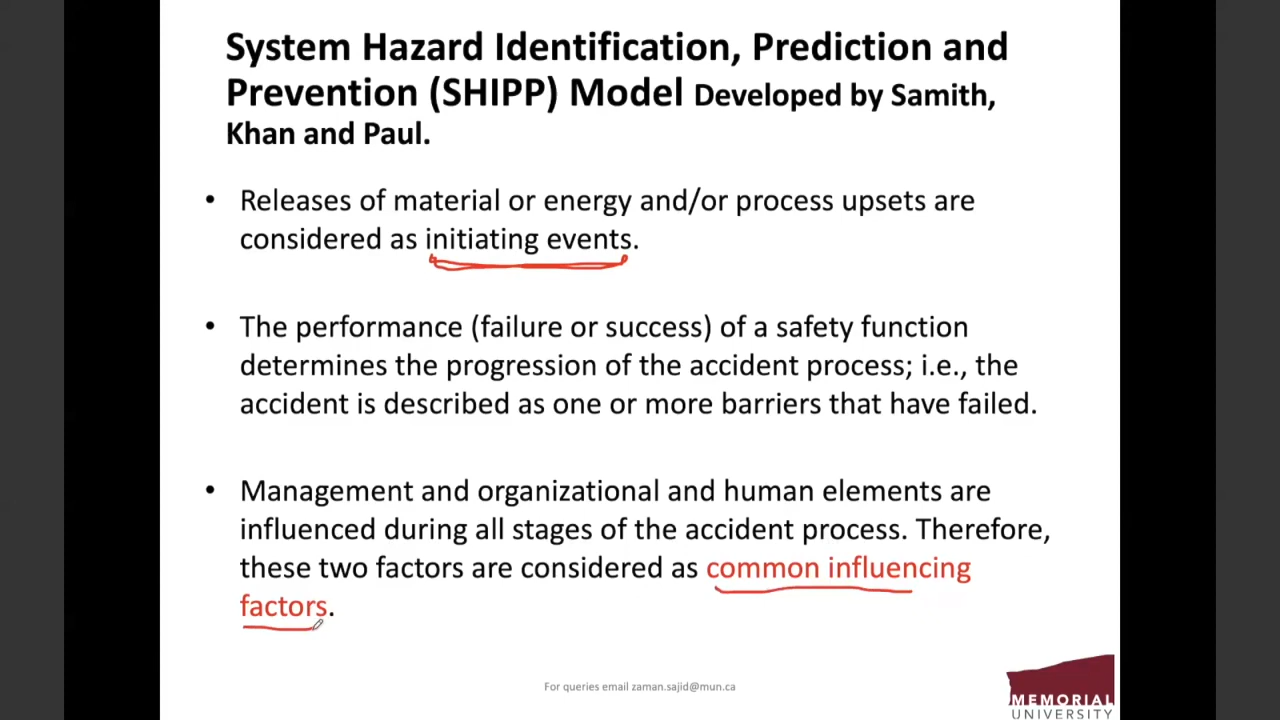 System Hazard Identification, Prediction and
Prevention (SHIPP) Model Developed by Samith,
Khan and Paul.
• Releases of material or energy and/or process upsets are
considered as initiating events.
• The performance (failure or success) of a safety function
determines the progression of the accident process; i.e., the
accident is described as one or more barriers that have failed.
• Management and organizational and human elements are
influenced during all stages of the accident process. Therefore,
these two factors are considered as common influencing
factors.
For queries email zaman.sajid@mun.ca
MEMORIAL
UNIVERSITY